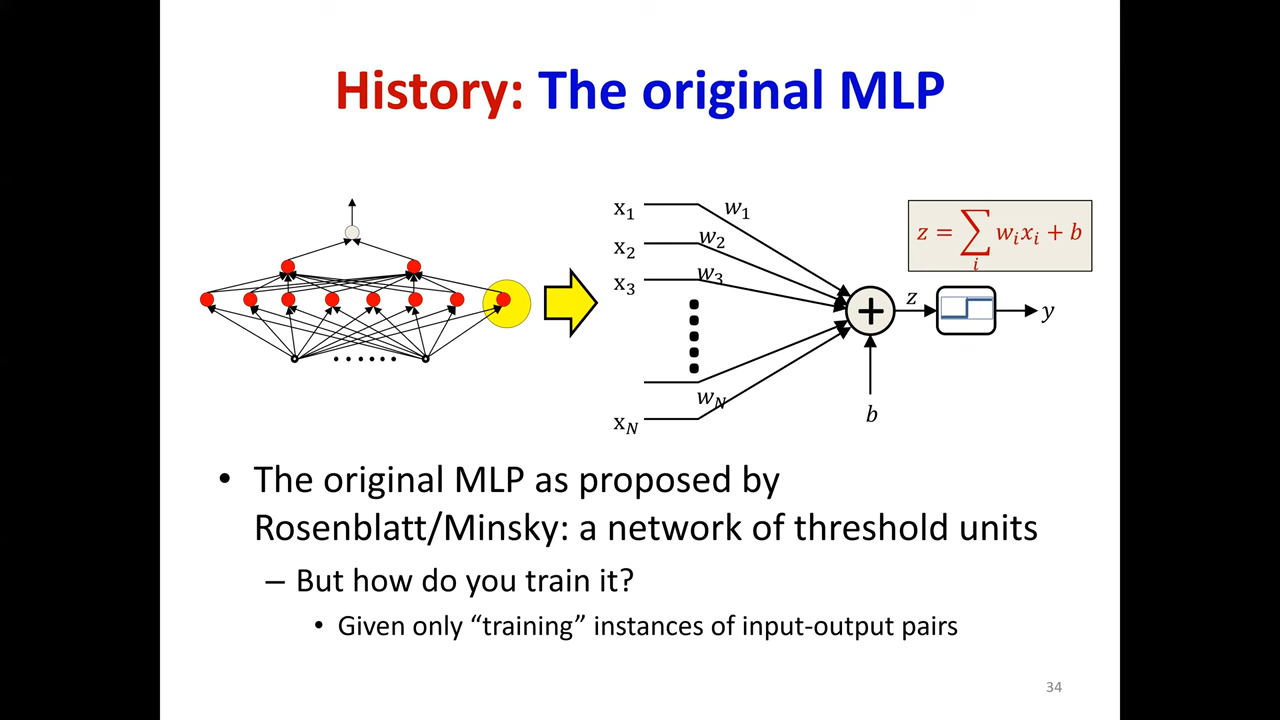 History: The original MLP
x₁
w₁
x₂
w₂
x₃
w₃
w_N
x_N
+
b
z
y
z = ∑ᵢ wᵢxᵢ + b
• The original MLP as proposed by
Rosenblatt/Minsky: a network of threshold units
– But how do you train it?
• Given only “training” instances of input-output pairs
34